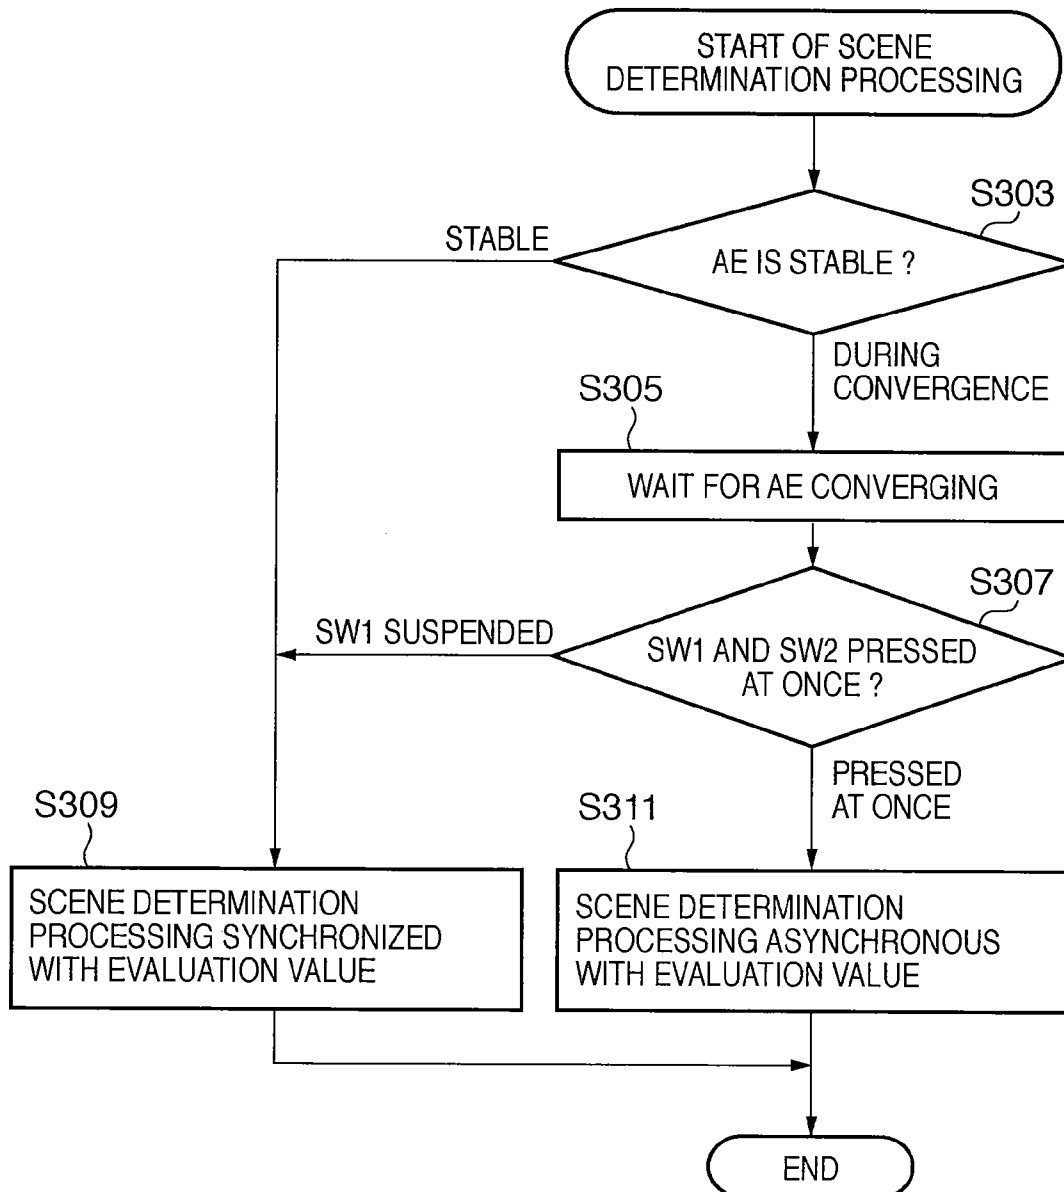 START OF SCENE
DETERMINATION PROCESSING
S303
STABLE
AE IS STABLE ?
DURING
CONVERGENCE
S305
WAIT FOR AE CONVERGING
S307
SW1 SUSPENDED
SW1 AND SW2 PRESSED
AT ONCE ?
PRESSED
AT ONCE
S309
S311
SCENE DETERMINATION
PROCESSING SYNCHRONIZED
WITH EVALUATION VALUE
SCENE DETERMINATION
PROCESSING ASYNCHRONOUS
WITH EVALUATION VALUE
END